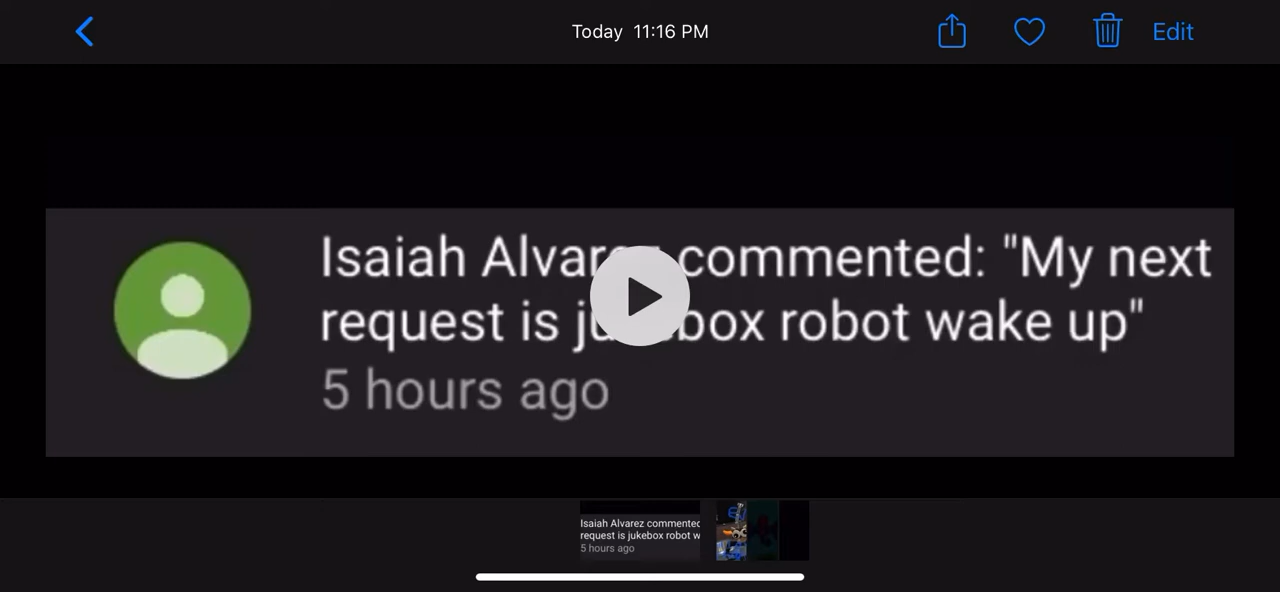 Today 11:16 PM
Edit
Isaiah Alvarez commented: "My next
request is jukebox robot wake up"
5 hours ago
Isaiah Alvarez commented
request is jukebox robot w
5 hours ago